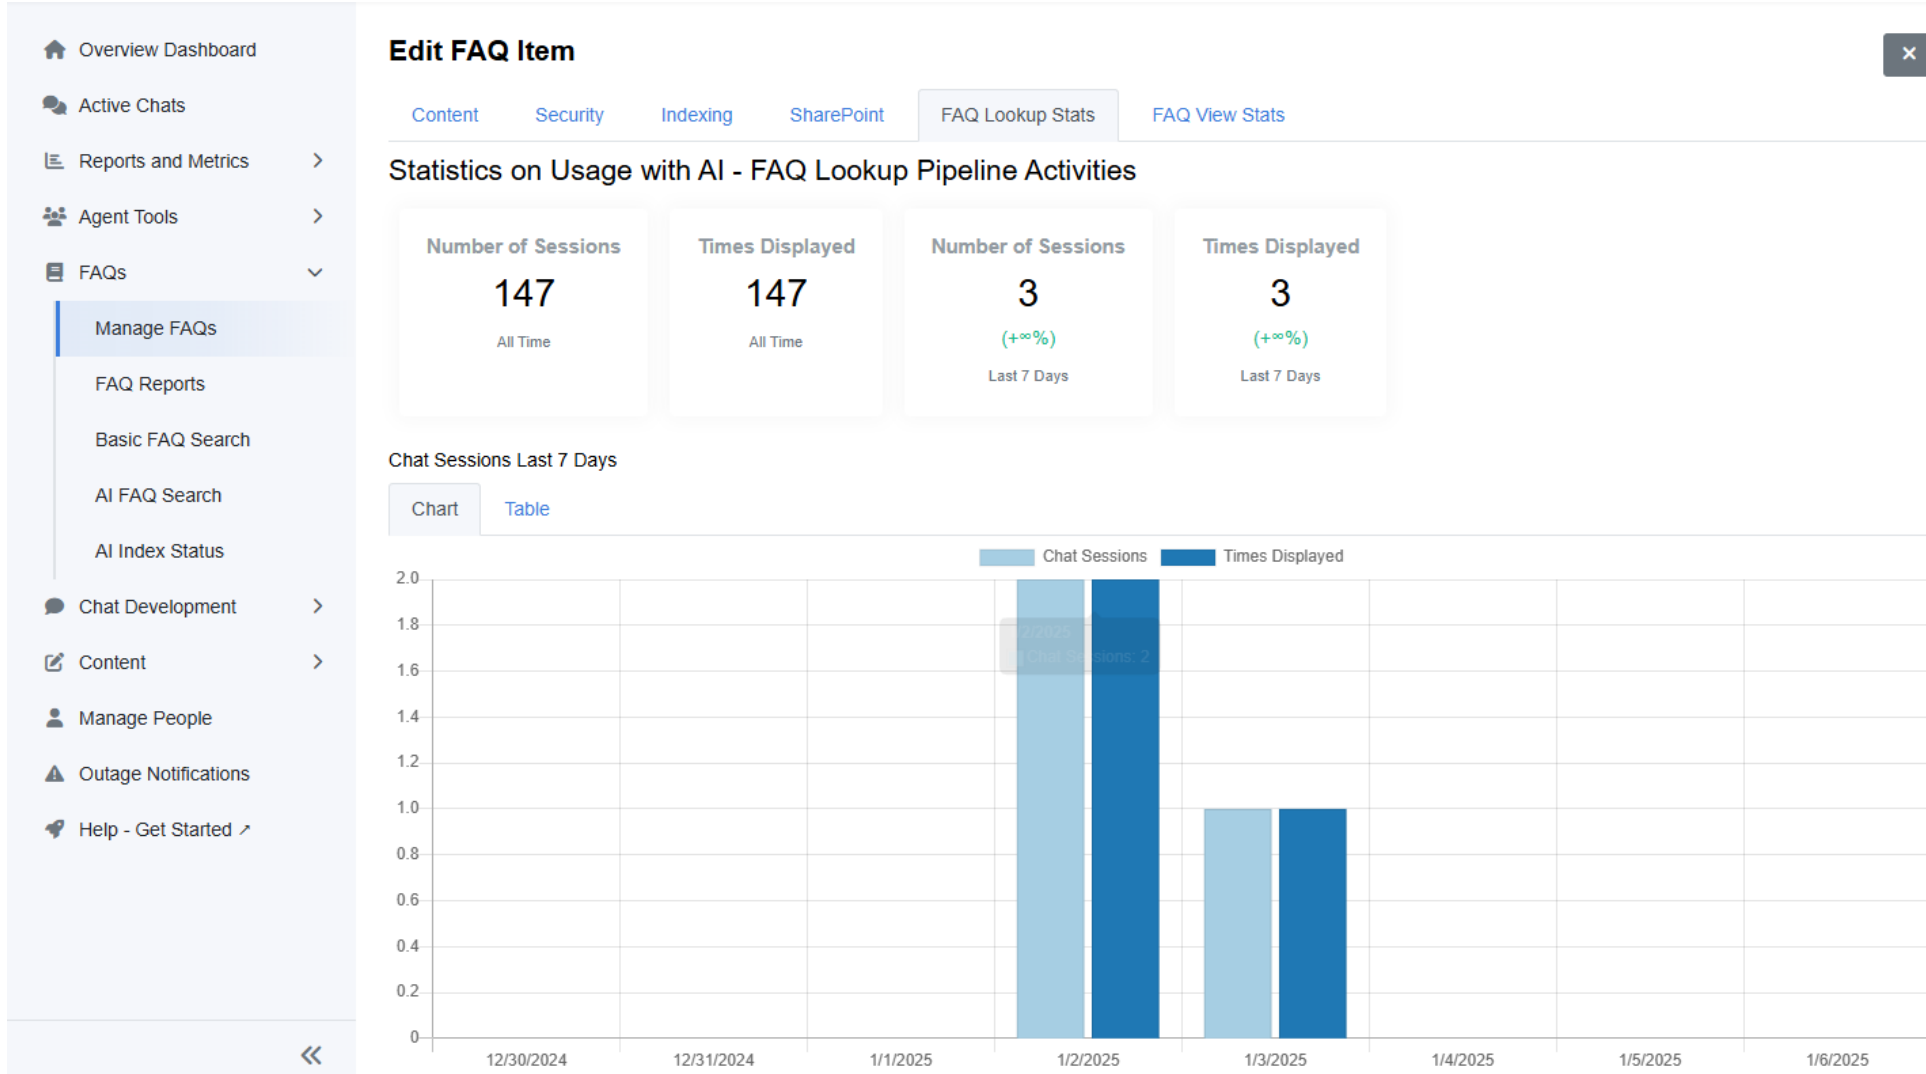 Overview Dashboard
Active Chats
Reports and Metrics
Agent Tools
FAQs
Manage FAQs
FAQ Reports
Basic FAQ Search
AI FAQ Search
AI Index Status
Chat Development
Content
Manage People
Outage Notifications
Help - Get Started ↗
Edit FAQ Item
×
Content Security Indexing SharePoint FAQ Lookup Stats FAQ View Stats
Statistics on Usage with AI - FAQ Lookup Pipeline Activities
Number of Sessions
147
All Time
Times Displayed
147
All Time
Number of Sessions
3
(+∞%)
Last 7 Days
Times Displayed
3
(+∞%)
Last 7 Days
Chat Sessions Last 7 Days
Chart Table
Chat Sessions Times Displayed
2.0
1.8
1.6
1.4
1.2
1.0
0.8
0.6
0.4
0.2
0
/2/2025
Chat Sessions: 2
12/30/2024 12/31/2024 1/1/2025 1/2/2025 1/3/2025 1/4/2025 1/5/2025 1/6/2025